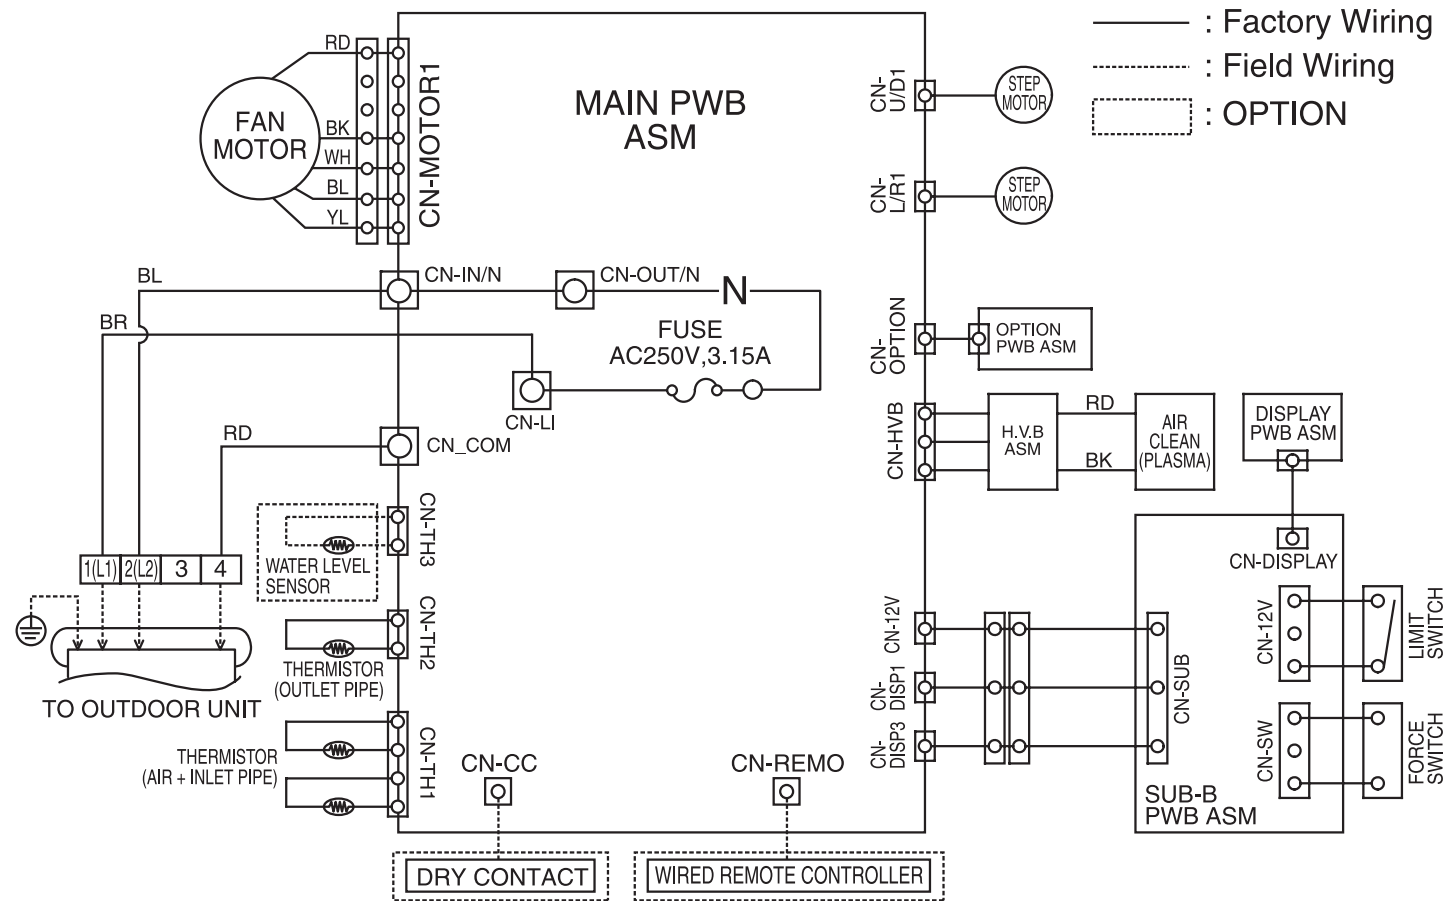 : Factory Wiring
: Field Wiring
: OPTION
MAIN PWB
ASM
FAN
MOTOR
RD
BK
WH
BL
YL
CN-MOTOR1
CN-
U/D1
STEP
MOTOR
CN-
L/R1
STEP
MOTOR
BL
CN-IN/N
CN-OUT/N
N
BR
FUSE
AC250V,3.15A
CN-LI
RD
CN_COM
CN-
OPTION
OPTION
PWB ASM
CN-HVB
H.V.B
ASM
RD
BK
AIR
CLEAN
(PLASMA)
DISPLAY
PWB ASM
CN-DISPLAY
CN-TH3
WATER LEVEL
SENSOR
1(L1)
2(L2)
3
4
TO OUTDOOR UNIT
CN-TH2
THERMISTOR
(OUTLET PIPE)
CN-TH1
THERMISTOR
(AIR + INLET PIPE)
CN-12V
CN-
DISP1
CN-
DISP3
CN-SUB
CN-12V
LIMIT
SWITCH
CN-SW
FORCE
SWITCH
SUB-B
PWB ASM
CN-CC
CN-REMO
DRY CONTACT
WIRED REMOTE CONTROLLER